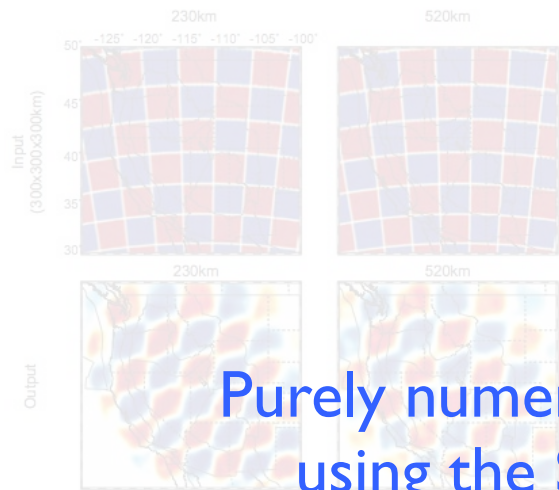 230km 520km
-125° -120° -115° -110° -105° -100°
50°
45°
40°
35°
30°
Input
(300x300x300km)
230km 520km
Output
Purely numer
using the